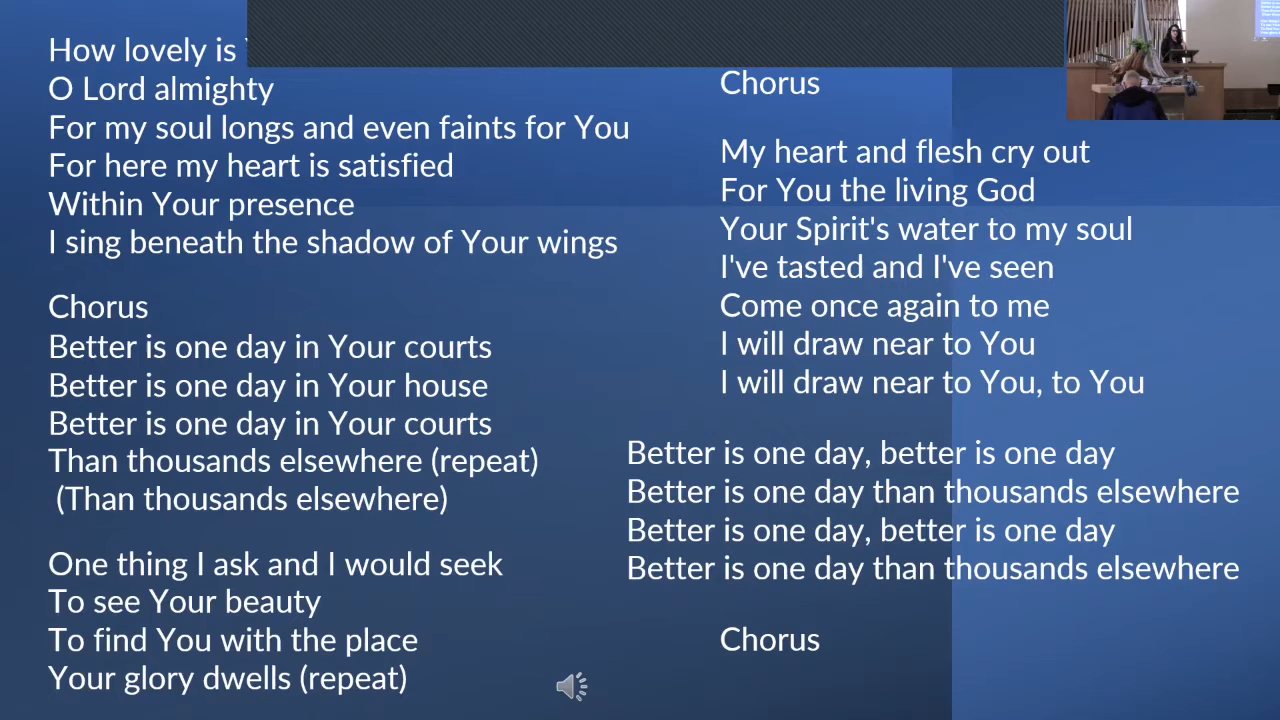 How lovely is
O Lord almighty
For my soul longs and even faints for You
For here my heart is satisfied
Within Your presence
I sing beneath the shadow of Your wings
Chorus
Better is one day in Your courts
Better is one day in Your house
Better is one day in Your courts
Than thousands elsewhere (repeat)
(Than thousands elsewhere)
One thing I ask and I would seek
To see Your beauty
To find You with the place
Your glory dwells (repeat)
Chorus
My heart and flesh cry out
For You the living God
Your Spirit's water to my soul
I've tasted and I've seen
Come once again to me
I will draw near to You
I will draw near to You, to You
Better is one day, better is one day
Better is one day than thousands elsewhere
Better is one day, better is one day
Better is one day than thousands elsewhere
Chorus